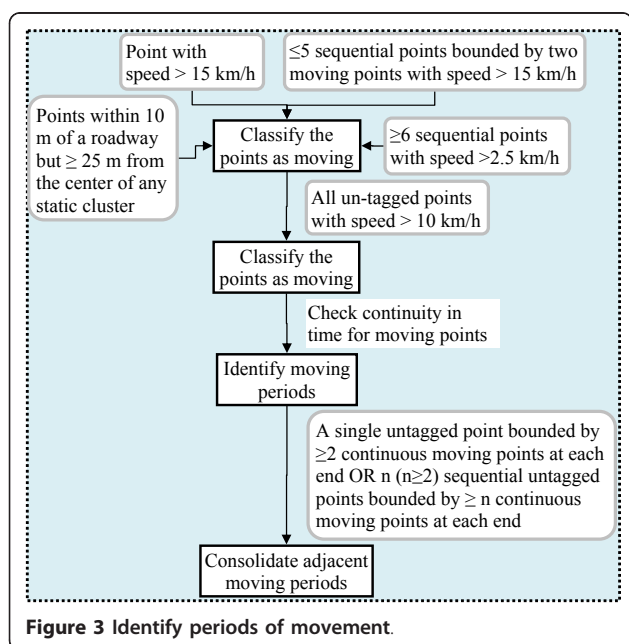 Point with
speed > 15 km/h
≤5 sequential points bounded by two
moving points with speed > 15 km/h
Points within 10
m of a roadway
but ≥ 25 m from
the center of any
static cluster
Classify the
points as moving
≥6 sequential points
with speed >2.5 km/h
All un-tagged points
with speed > 10 km/h
Classify the
points as moving
Check continuity in
time for moving points
Identify moving
periods
A single untagged point bounded by
≥2 continuous moving points at each
end OR n (n≥2) sequential untagged
points bounded by ≥ n continuous
moving points at each end
Consolidate adjacent
moving periods
Figure 3 Identify periods of movement.